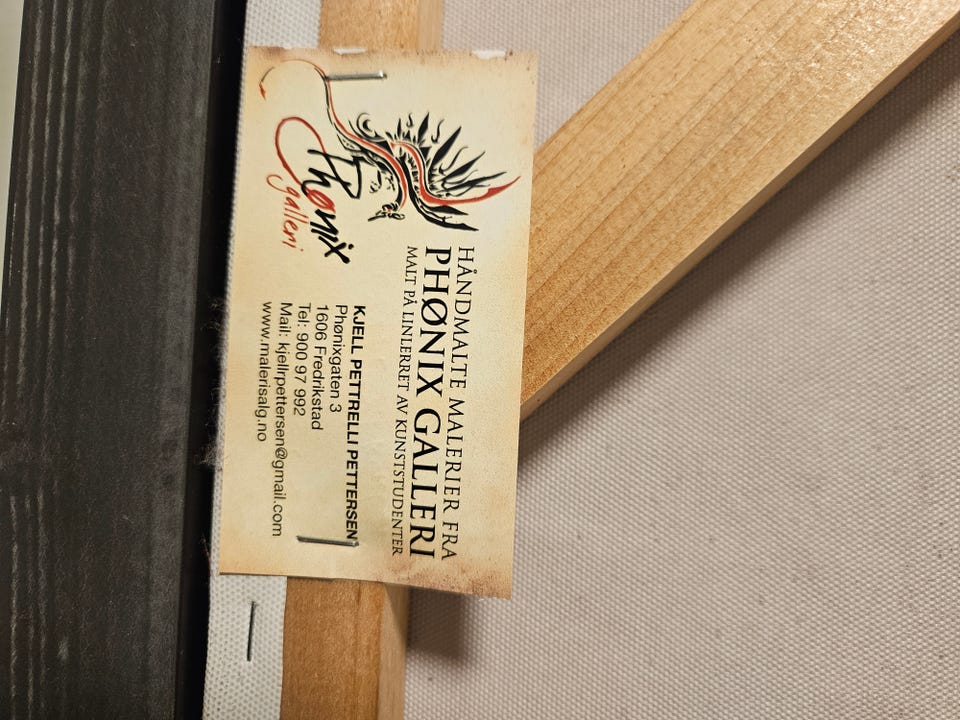 Phønix
galleri
HÅNDMALTE MALERIER FRA
PHØNIX GALLERI
MALT PÅ LINLERRET AV KUNSTSTUDENTER
KJELL PETTRELLI PETTERSEN
Phønixgaten 3
1606 Fredrikstad
Tel: 900 97 992
Mail: kjellrpettersen@gmail.com
www.malerisalg.no